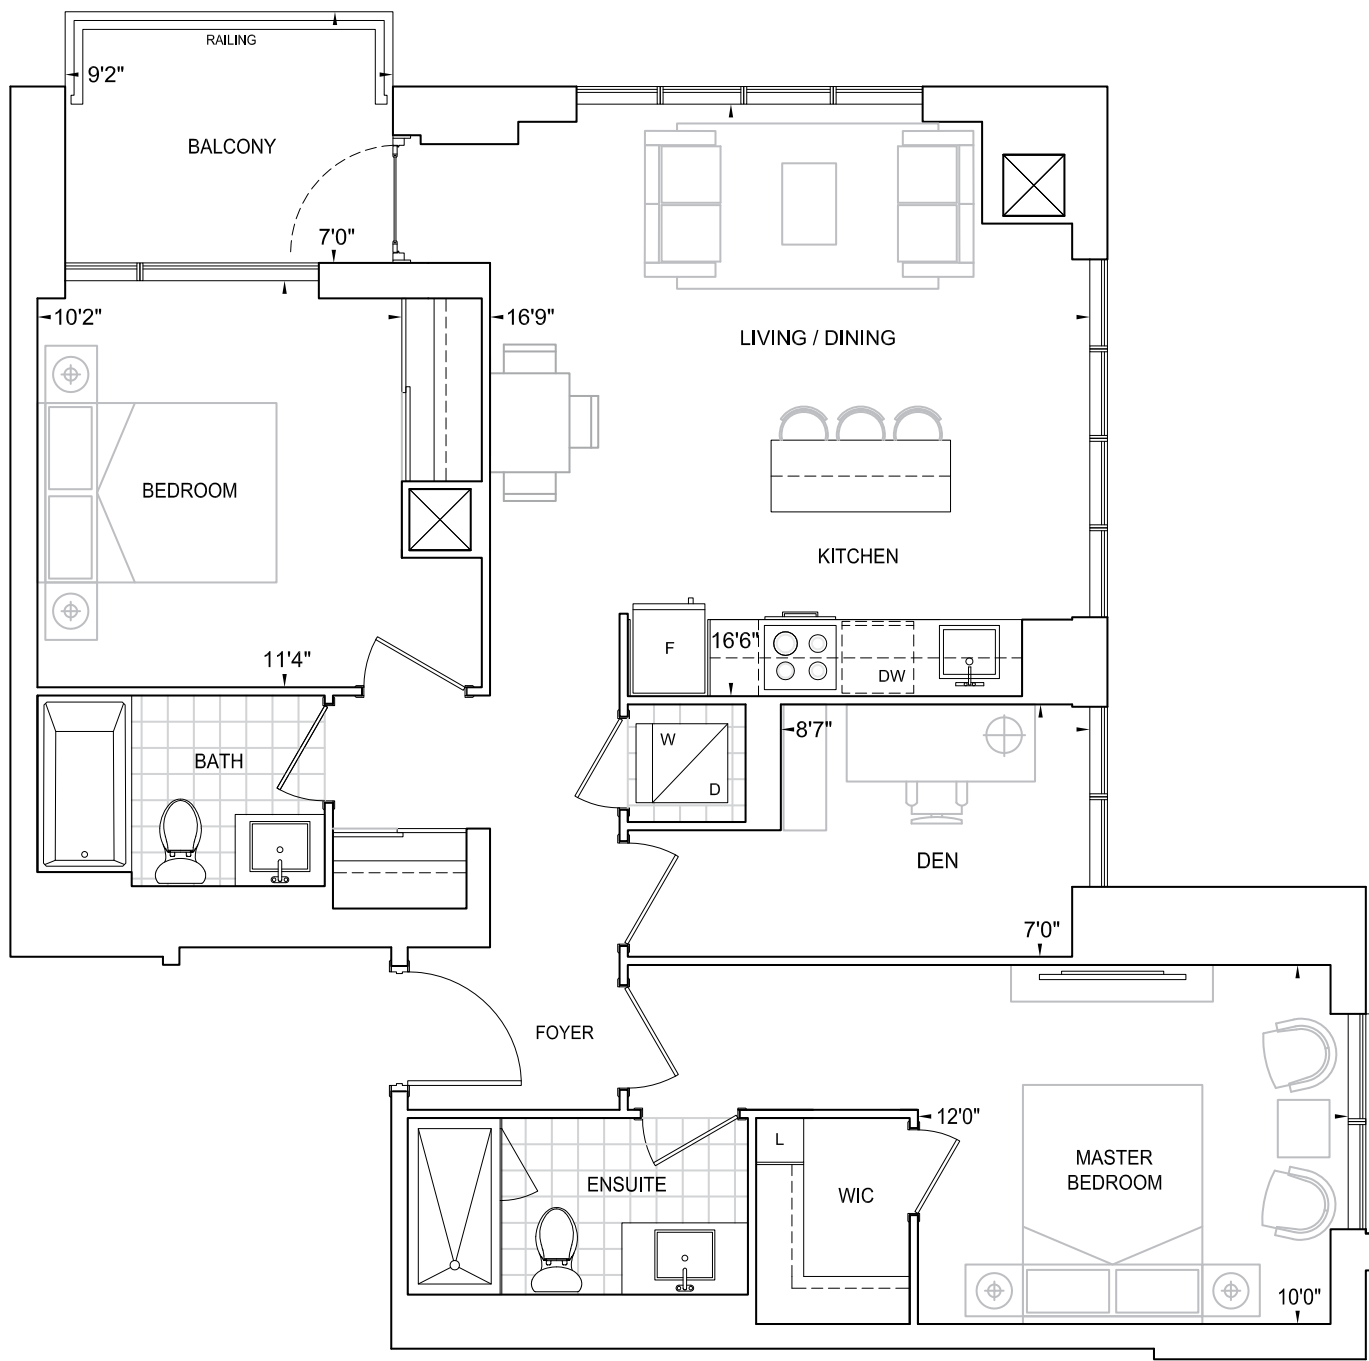 RAILING
9'2"
BALCONY
7'0"
10'2"
16'9"
LIVING / DINING
BEDROOM
KITCHEN
11'4"
F
16'6"
DW
W
D
8'7"
BATH
DEN
7'0"
FOYER
12'0"
L
MASTER
BEDROOM
ENSUITE
WIC
10'0"